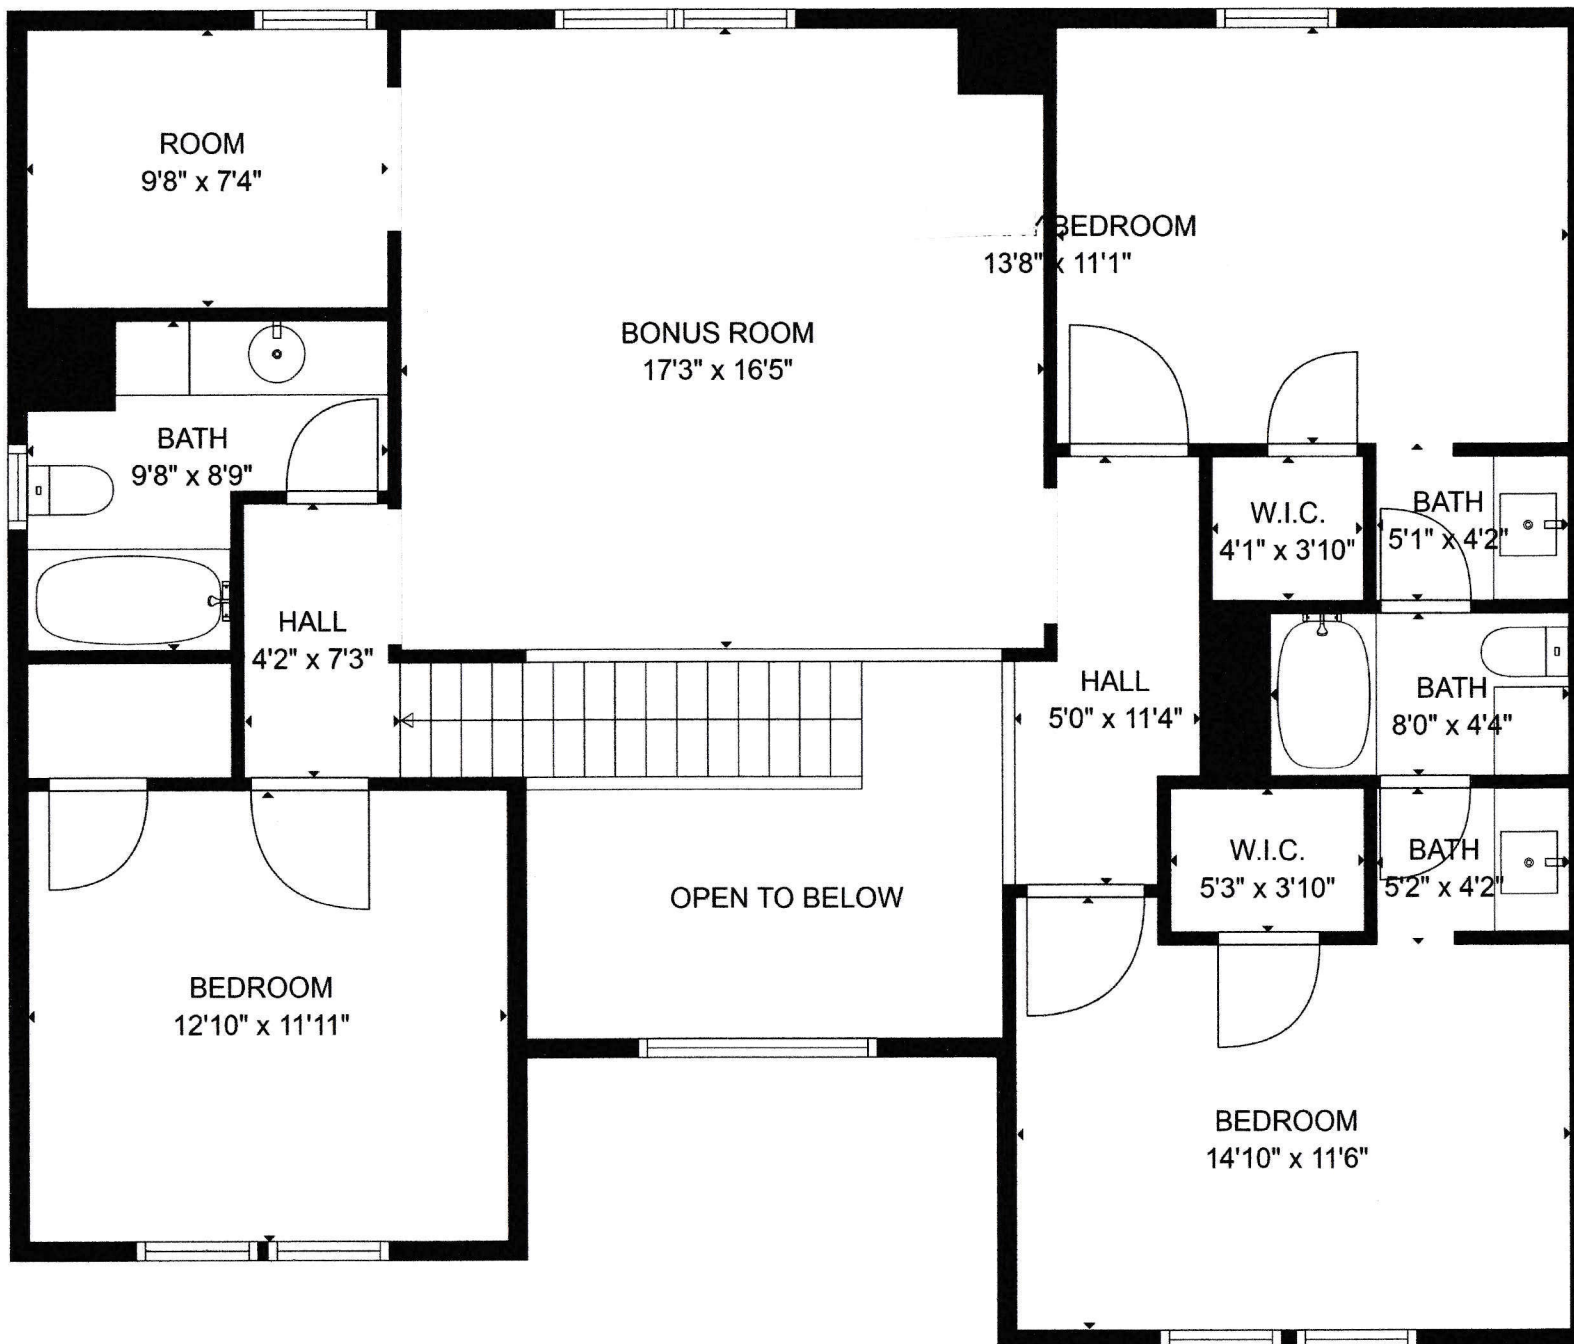 ROOM
9'8" x 7'4"
BEDROOM
13'8" x 11'1"
BONUS ROOM
17'3" x 16'5"
BATH
9'8" x 8'9"
W.I.C.
4'1" x 3'10"
BATH
5'1" x 4'2"
HALL
4'2" x 7'3"
HALL
5'0" x 11'4"
BATH
8'0" x 4'4"
W.I.C.
5'3" x 3'10"
BATH
5'2" x 4'2"
OPEN TO BELOW
BEDROOM
12'10" x 11'11"
BEDROOM
14'10" x 11'6"